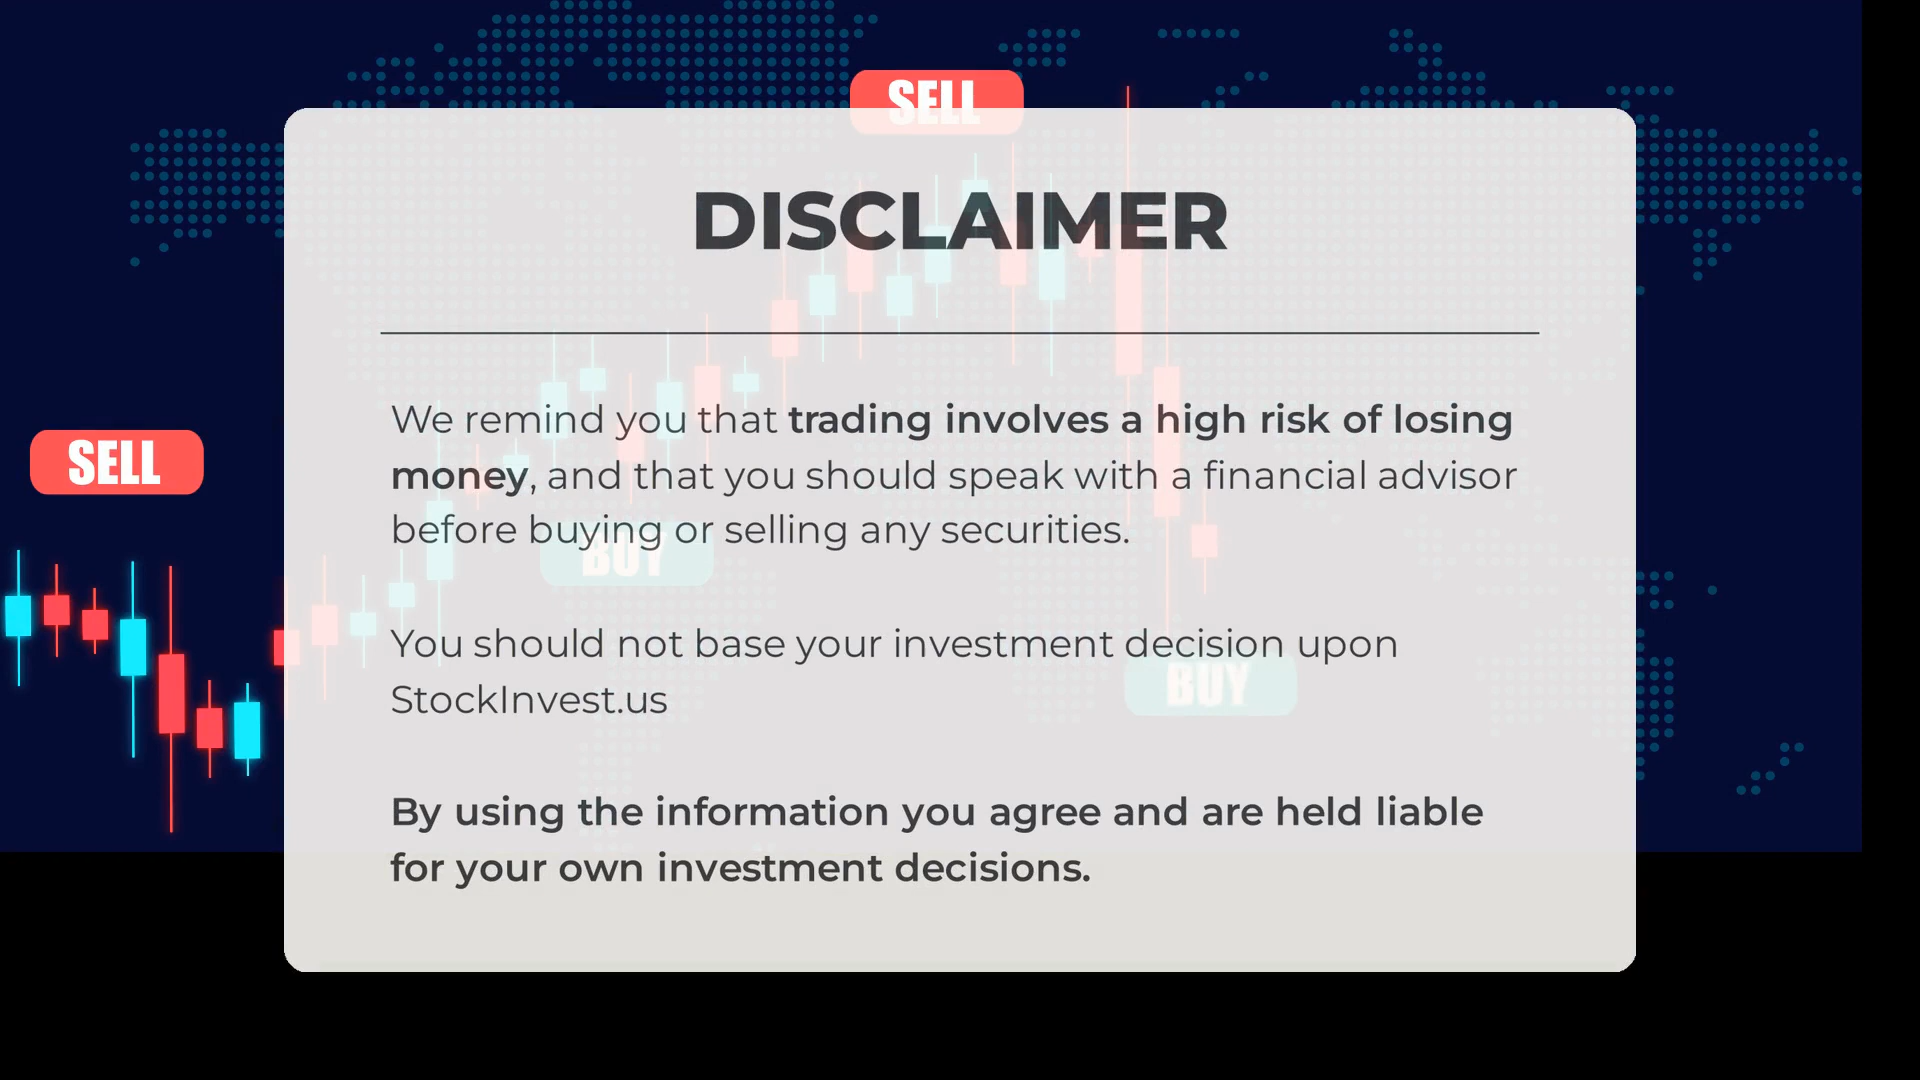 SELL
DISCLAIMER
We remind you that trading involves a high risk of losing
money, and that you should speak with a financial advisor
before buying or selling any securities.
SELL
BUY
You should not base your investment decision upon
StockInvest.us
BUY
By using the information you agree and are held liable
for your own investment decisions.